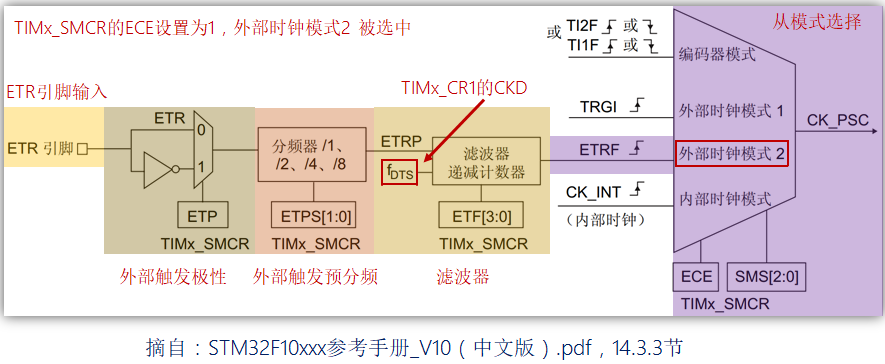 TIMx_SMCR的ECE设置为1，外部时钟模式2 被选中
从模式选择
或 TI2F 或
TI1F 或
编码器模式
ETR引脚输入
TIMx_CR1的CKD
TRGI
外部时钟模式 1
CK_PSC
ETR 引脚
ETR
0
1
分频器 /1、
/2、/4、/8
ETRP
fDTS
滤波器
递减计数器
ETRF
外部时钟模式 2
CK_INT
（内部时钟）
内部时钟模式
ETP
ETPS[1:0]
ETF[3:0]
TIMx_SMCR
TIMx_SMCR
TIMx_SMCR
外部触发极性
外部触发预分频
滤波器
ECE
SMS[2:0]
TIMx_SMCR
摘自：STM32F10xxx参考手册_V10（中文版）.pdf，14.3.3节